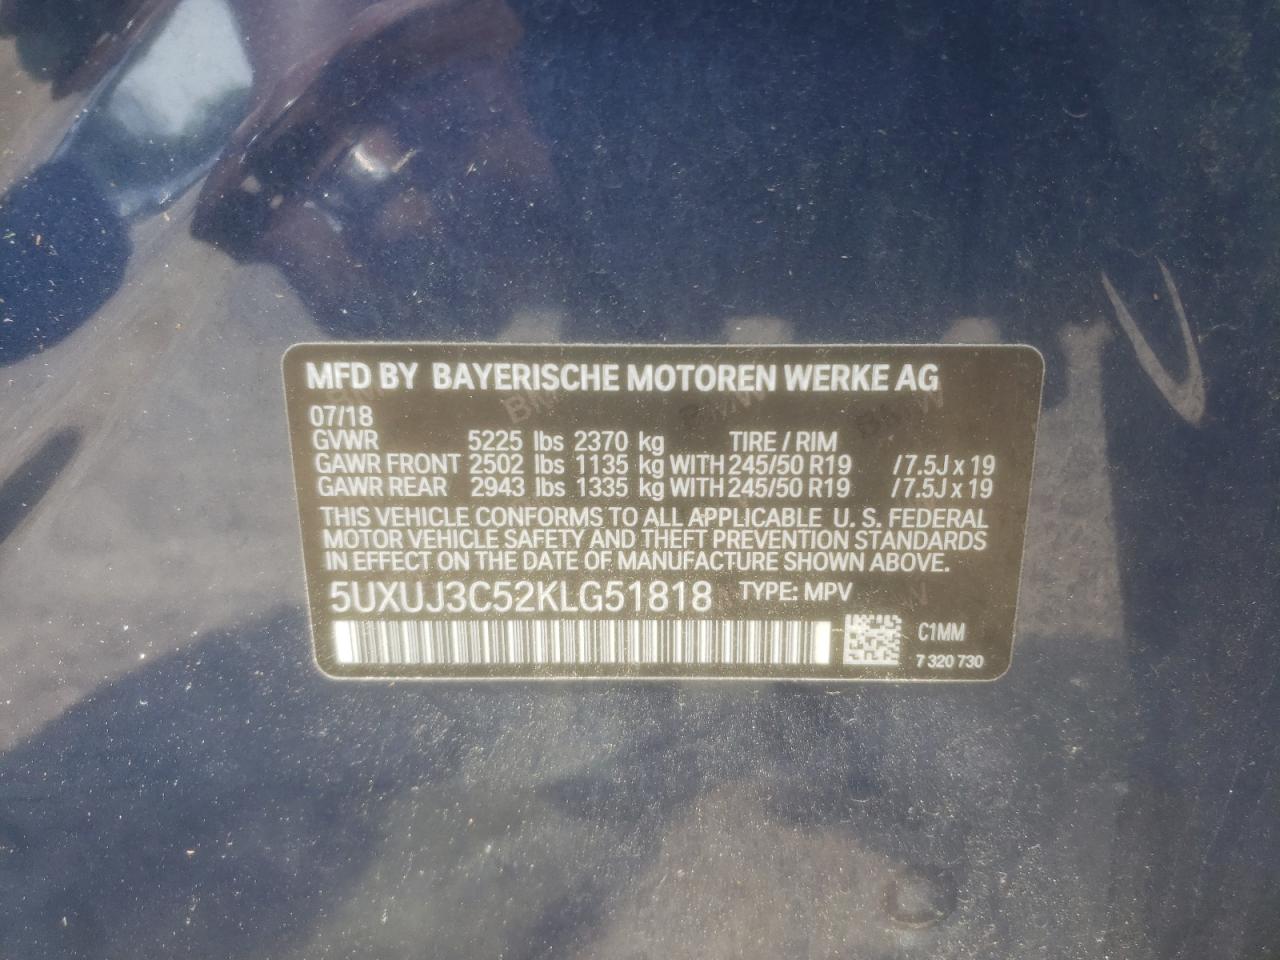 MFD BY BAYERISCHE MOTOREN WERKE AG
07/18
GVWR 5225 lbs 2370 kg TIRE / RIM
GAWR FRONT 2502 lbs 1135 kg WITH 245/50 R19 / 7.5J x 19
GAWR REAR 2943 lbs 1335 kg WITH 245/50 R19 / 7.5J x 19
THIS VEHICLE CONFORMS TO ALL APPLICABLE U. S. FEDERAL
MOTOR VEHICLE SAFETY AND THEFT PREVENTION STANDARDS
IN EFFECT ON THE DATE OF MANUFACTURE SHOWN ABOVE.
5UXUJ3C52KLG51818 TYPE: MPV
C1MM
7 320 730